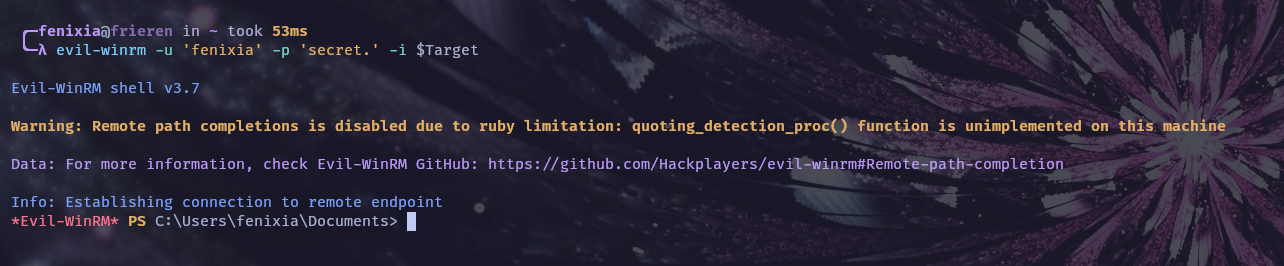 ╭─fenixia@frieren in ~ took 53ms
╰─λ evil-winrm -u 'fenixia' -p 'secret.' -i $Target
Evil-WinRM shell v3.7
Warning: Remote path completions is disabled due to ruby limitation: quoting_detection_proc() function is unimplemented on this machine
Data: For more information, check Evil-WinRM GitHub: https://github.com/Hackplayers/evil-winrm#Remote-path-completion
Info: Establishing connection to remote endpoint
*Evil-WinRM* PS C:\Users\fenixia\Documents>